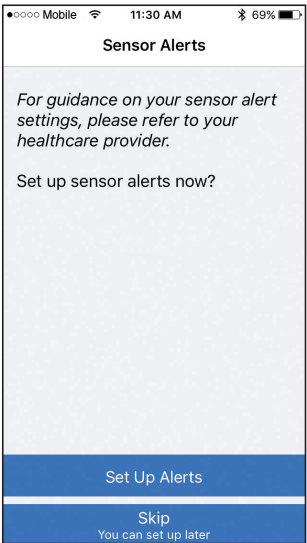 ●○○○○ Mobile 11:30 AM 69%
Sensor Alerts
For guidance on your sensor alert
settings, please refer to your
healthcare provider.
Set up sensor alerts now?
Set Up Alerts
Skip
You can set up later